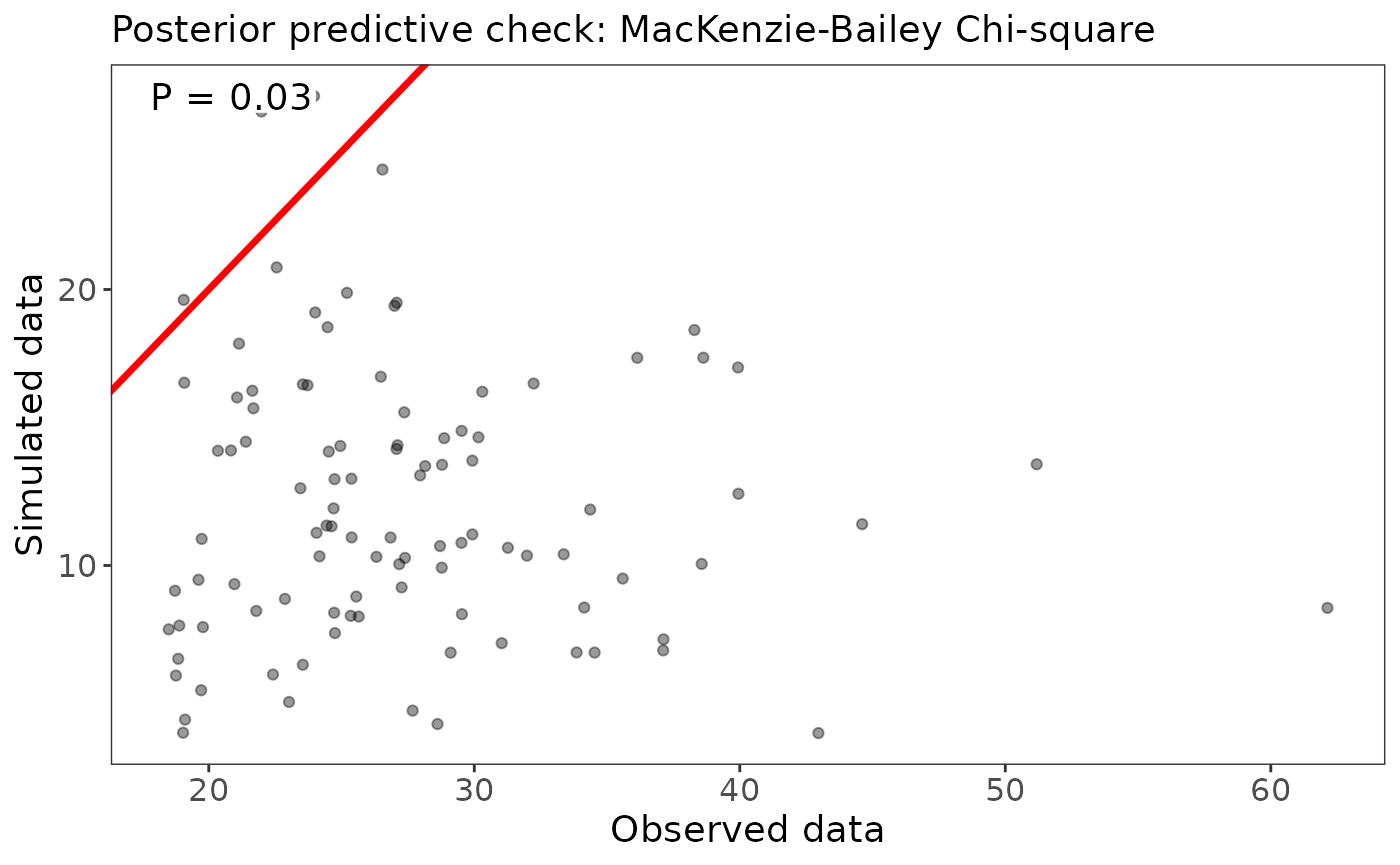 Posterior predictive check: MacKenzie-Bailey Chi-square
P = 0.03
Simulated data
20
10
20 30 40 50 60
Observed data